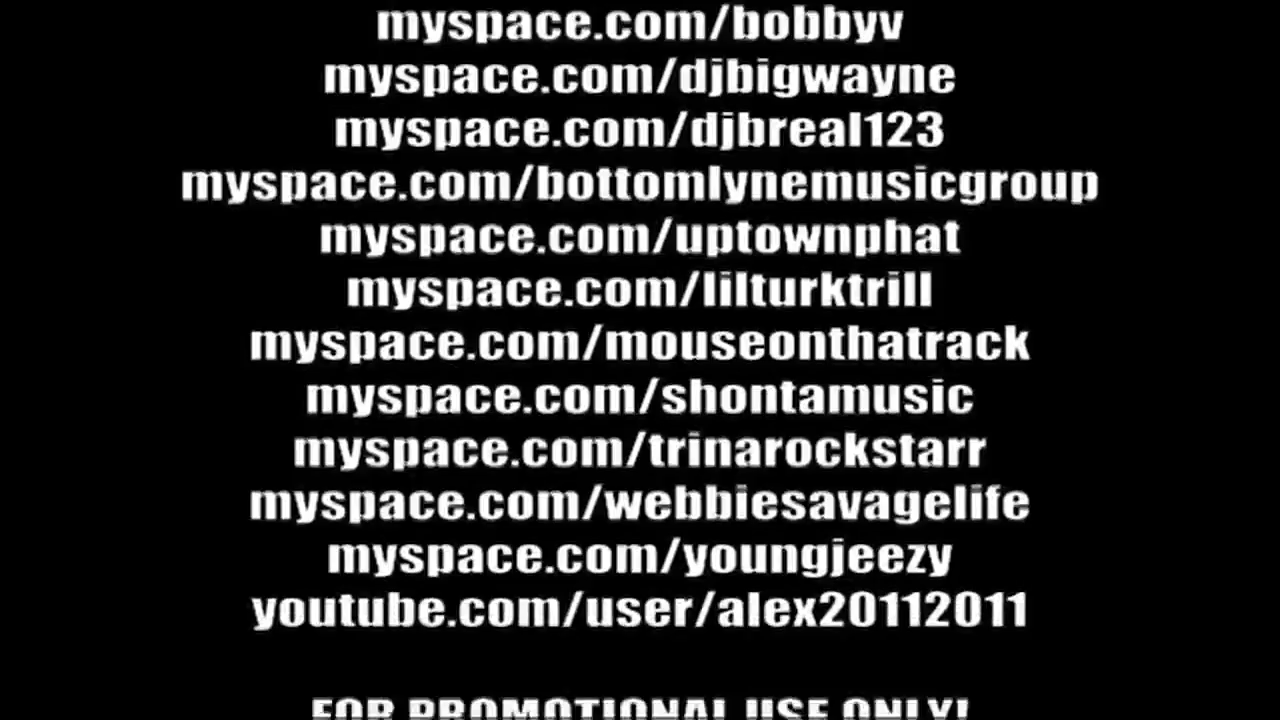 myspace.com/bobbyv
myspace.com/djbigwayne
myspace.com/djbreal123
myspace.com/bottomlynemusicgroup
myspace.com/uptownphat
myspace.com/lilturktrill
myspace.com/mouseonthatrack
myspace.com/shontamusic
myspace.com/trinarockstarr
myspace.com/webbiesavagelife
myspace.com/youngjeezy
youtube.com/user/alex20112011
FOR PROMOTIONAL USE ONLY!